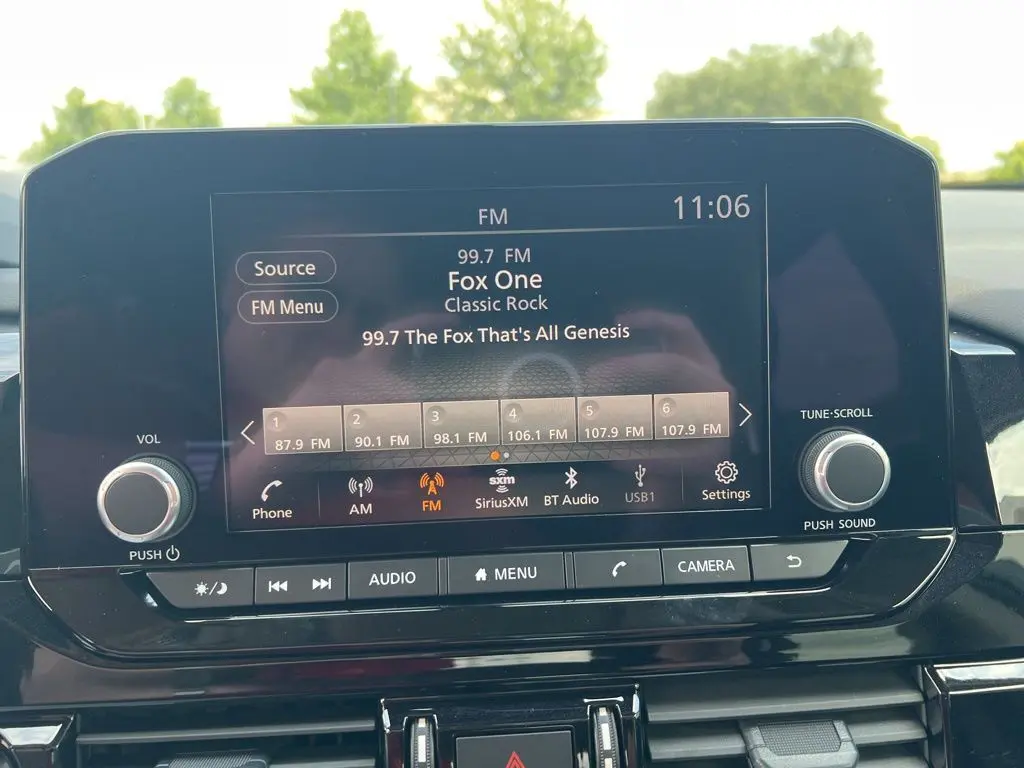 FM
11:06
Source
FM Menu
99.7 FM
Fox One
Classic Rock
99.7 The Fox That's All Genesis
1
87.9 FM
2
90.1 FM
3
98.1 FM
4
106.1 FM
5
107.9 FM
6
107.9 FM
Phone
AM
FM
sxm
SiriusXM
BT Audio
USB1
Settings
VOL
PUSH
TUNE·SCROLL
PUSH SOUND
AUDIO
MENU
CAMERA